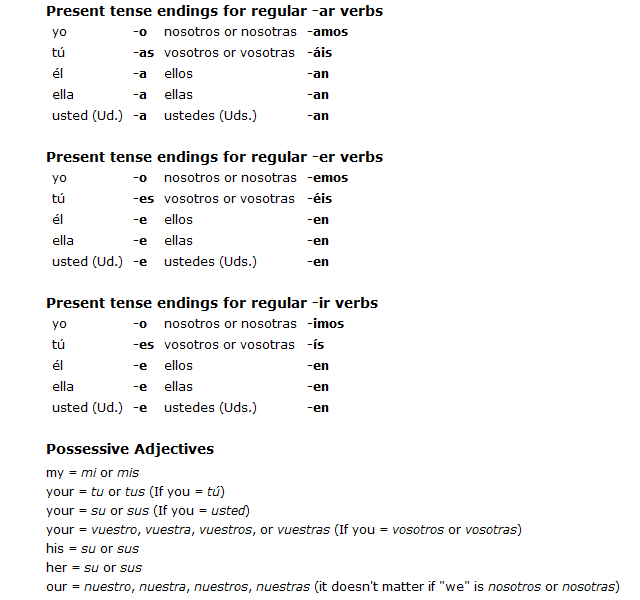 Present tense endings for regular -ar verbs
yo -o nosotros or nosotras -amos
tú -as vosotros or vosotras -áis
él -a ellos -an
ella -a ellas -an
usted (Ud.) -a ustedes (Uds.) -an
Present tense endings for regular -er verbs
yo -o nosotros or nosotras -emos
tú -es vosotros or vosotras -éis
él -e ellos -en
ella -e ellas -en
usted (Ud.) -e ustedes (Uds.) -en
Present tense endings for regular -ir verbs
yo -o nosotros or nosotras -imos
tú -es vosotros or vosotras -ís
él -e ellos -en
ella -e ellas -en
usted (Ud.) -e ustedes (Uds.) -en
Possessive Adjectives
my = mi or mis
your = tu or tus (If you = tú)
your = su or sus (If you = usted)
your = vuestro, vuestra, vuestros, or vuestras (If you = vosotros or vosotras)
his = su or sus
her = su or sus
our = nuestro, nuestra, nuestros, nuestras (it doesn't matter if "we" is nosotros or nosotras)